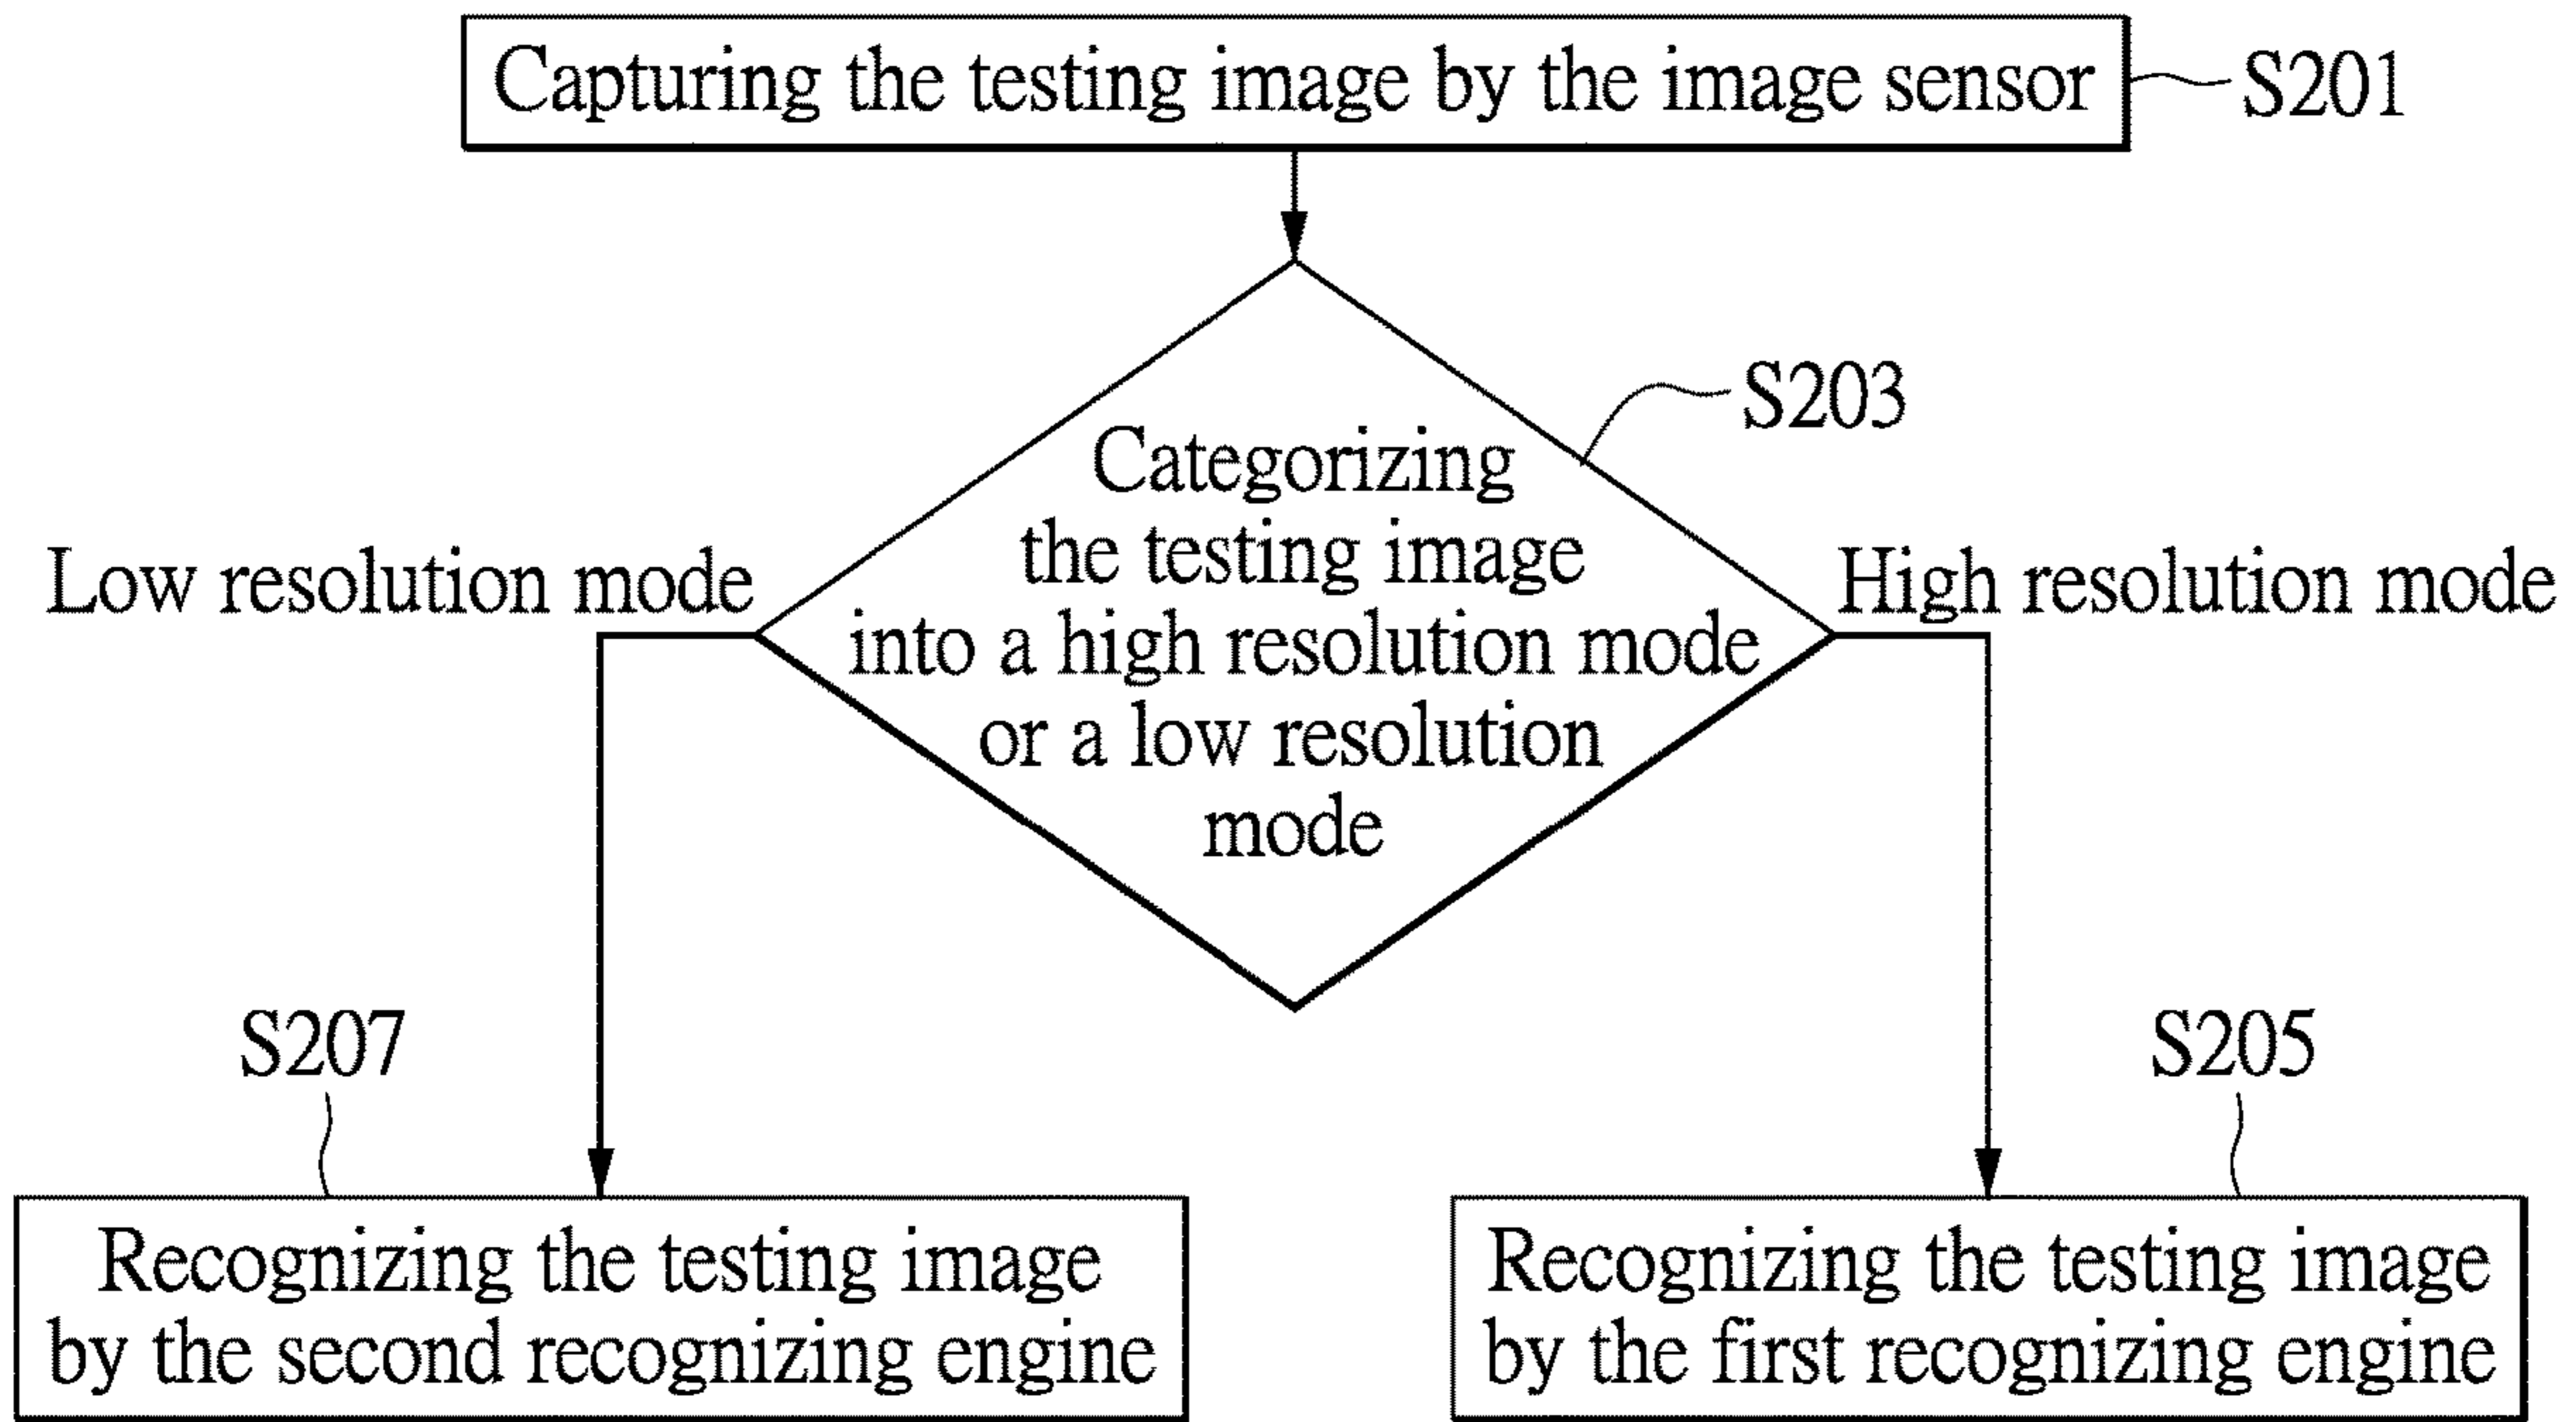 Capturing the testing image by the image sensor
S201
S203
Categorizing
the testing image
into a high resolution mode
or a low resolution
mode
Low resolution mode
High resolution mode
S207
S205
Recognizing the testing image
by the second recognizing engine
Recognizing the testing image
by the first recognizing engine